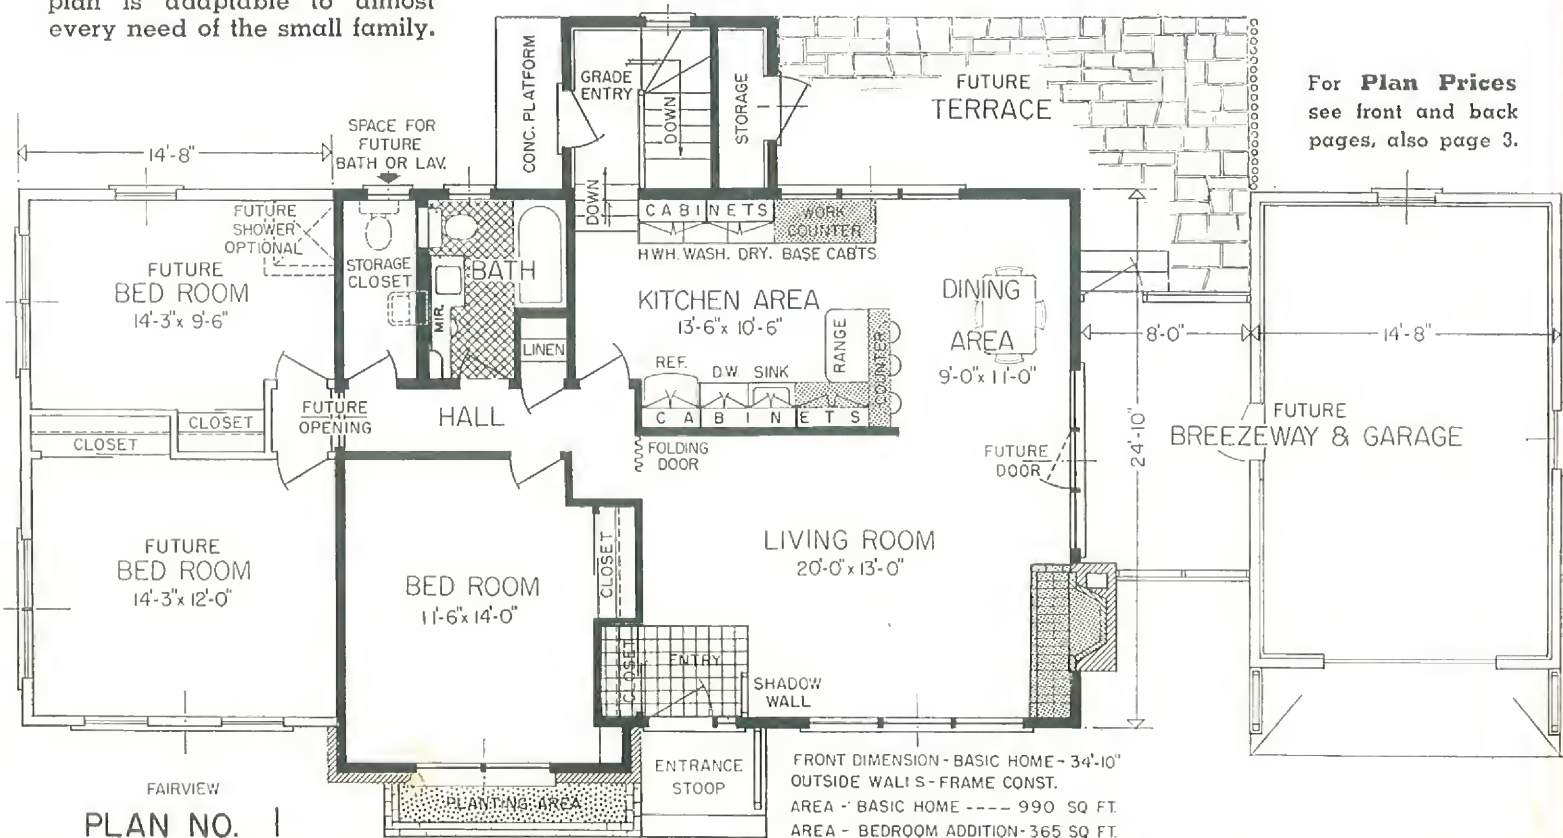 plan is adaptable to almost
every need of the small family.
For Plan Prices
see front and back
pages, also page 3.
CONC. PLATFORM
GRADE
ENTRY
DOWN
DOWN
STORAGE
FUTURE
TERRACE
14'-8"
SPACE FOR
FUTURE
BATH OR LAV.
FUTURE
SHOWER
OPTIONAL
FUTURE
BED ROOM
14'-3" x 9'-6"
STORAGE
CLOSET
BATH
MIR.
LINEN
CABINETS
WORK
COUNTER
HWH. WASH. DRY. BASE CAB'TS.
KITCHEN AREA
13'-6" x 10'-6"
REF.
D.W.
SINK
RANGE
COUNTER
CABINETS
DINING
AREA
9'-0" x 11'-0"
8'-0"
14'-8"
CLOSET
CLOSET
FUTURE
OPENING
HALL
FOLDING
DOOR
FUTURE
DOOR
24'-10"
FUTURE
BREEZEWAY & GARAGE
FUTURE
BED ROOM
14'-3" x 12'-0"
BED ROOM
11'-6" x 14'-0"
CLOSET
LIVING ROOM
20'-0" x 13'-0"
CLOSET
ENTRY
SHADOW
WALL
ENTRANCE
STOOP
PLANTING AREA
FAIRVIEW
PLAN NO. 1
FRONT DIMENSION - BASIC HOME - 34'-10"
OUTSIDE WALLS - FRAME CONST.
AREA - BASIC HOME ---- 990 SQ FT.
AREA - BEDROOM ADDITION - 365 SQ FT.